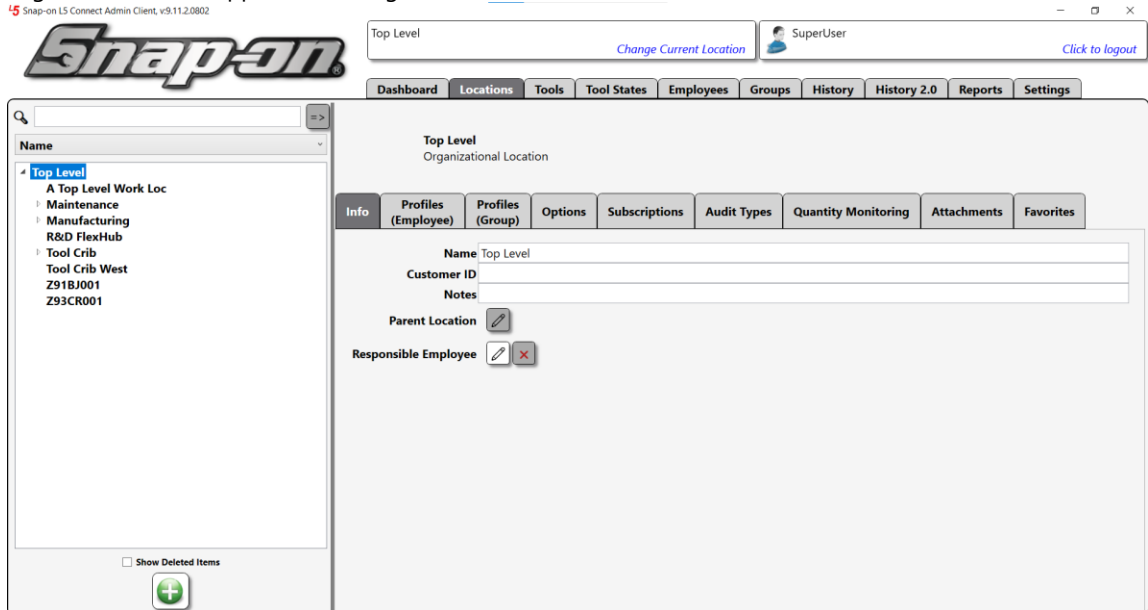 L5 Snap-on L5 Connect Admin Client, v:9.11.2.0802
Snap-on
Top Level
Change Current Location
SuperUser
Click to logout
Dashboard Locations Tools Tool States Employees Groups History History 2.0 Reports Settings
=>
Name
Top Level
A Top Level Work Loc
Maintenance
Manufacturing
R&D FlexHub
Tool Crib
Tool Crib West
Z91BJ001
Z93CR001
Show Deleted Items
Top Level
Organizational Location
Info Profiles (Employee) Profiles (Group) Options Subscriptions Audit Types Quantity Monitoring Attachments Favorites
Name Top Level
Customer ID
Notes
Parent Location
Responsible Employee